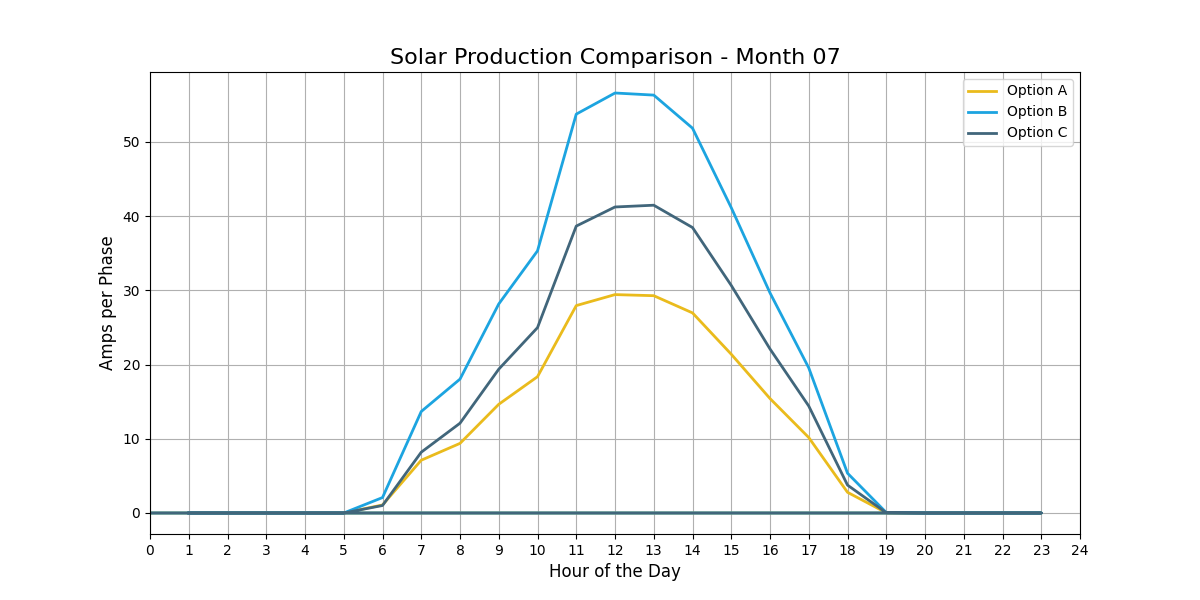 Solar Production Comparison - Month 07
Option A
Option B
Option C
Amps per Phase
50
40
30
20
10
0
0 1 2 3 4 5 6 7 8 9 10 11 12 13 14 15 16 17 18 19 20 21 22 23 24
Hour of the Day